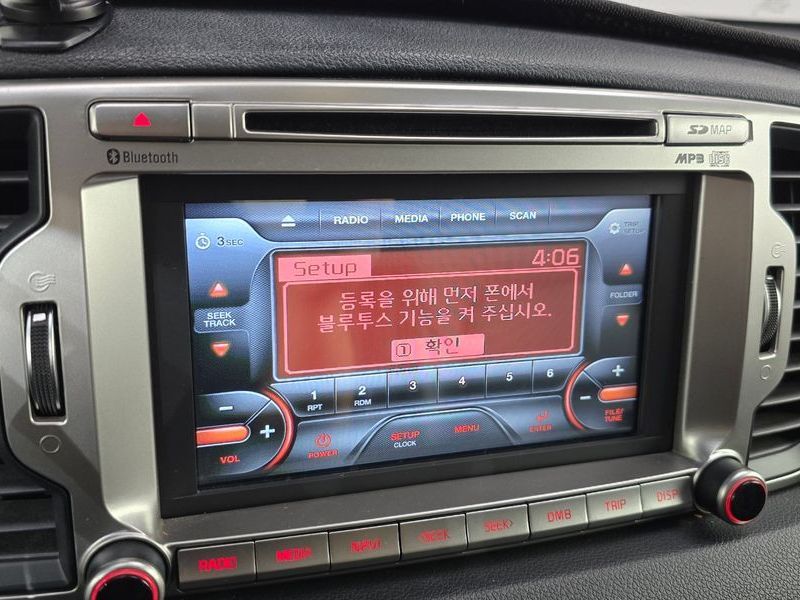 SD MAP
Bluetooth
MP3
RADIO MEDIA PHONE SCAN
3 SEC
TRIP
SETUP
Setup
4:06
등록을 위해 먼저 폰에서
블루투스 기능을 켜 주십시오.
① 확인
SEEK
TRACK
FOLDER
1 2 3 4 5 6
RPT RDM
VOL
POWER
SETUP
CLOCK
MENU
ENTER
FILE/
TUNE
RADIO MEDIA NAVI <SEEK SEEK> DMB TRIP DISP